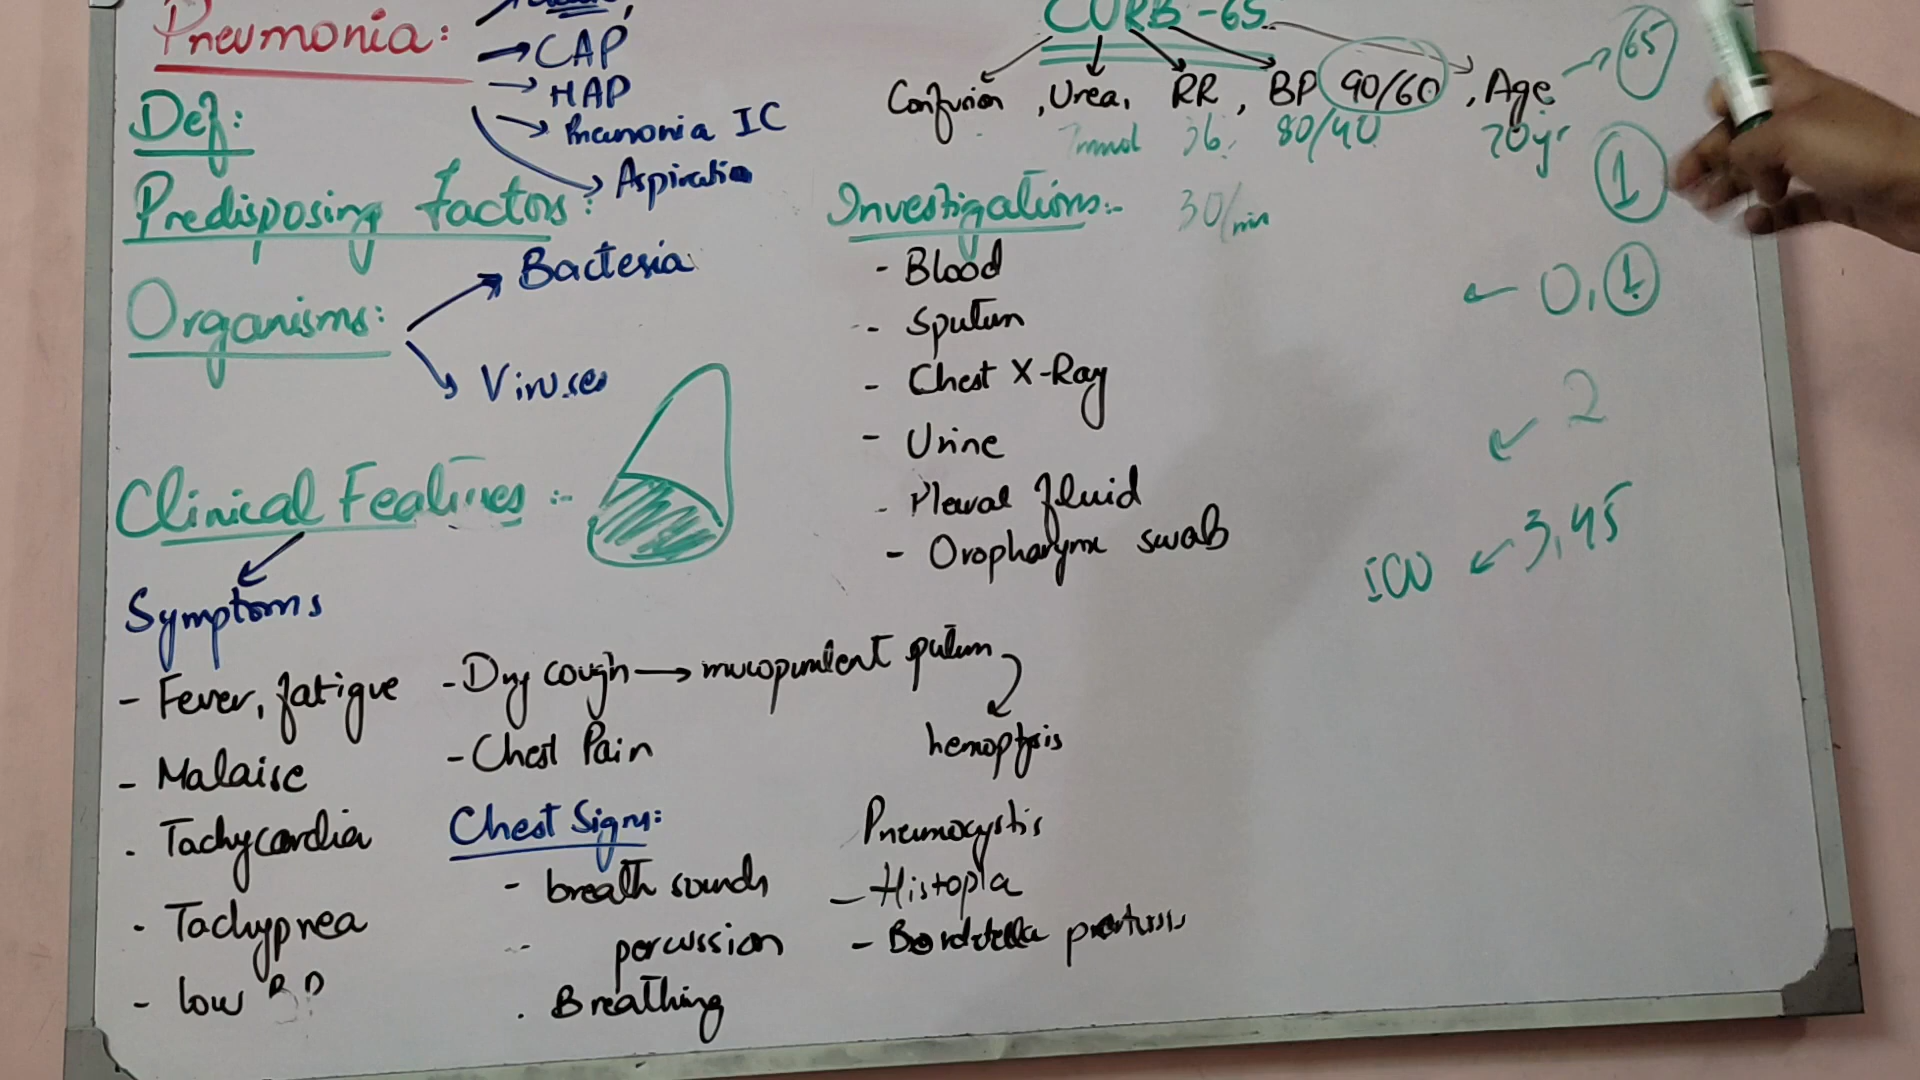 Pneumonia:
→ CAP
→ HAP
→ Pneumonia IC
→ Aspiration
Def:
Predisposing factors:
Organisms:
Bacteria
Viruses
Clinical Features :-
Symptoms
- Fever, fatigue
- Malaise
- Tachycardia
- Tachypnea
- low BP
- Dry cough → mucopurulent sputum
hemoptysis
- Chest Pain
Chest Signs:
- breath sounds
- percussion
- Breathing
Pneumocystis
- Histopla
- Bordetella pertussis
CURB-65
Confusion, Urea, RR, BP 90/60, Age → 65
7mmol 36 80/40 70yr
30/min
1
← 0, 1
2
ICU ← 3,45
Investigations:-
- Blood
- Sputum
- Chest X-Ray
- Urine
- Pleural fluid
- Oropharynx swab